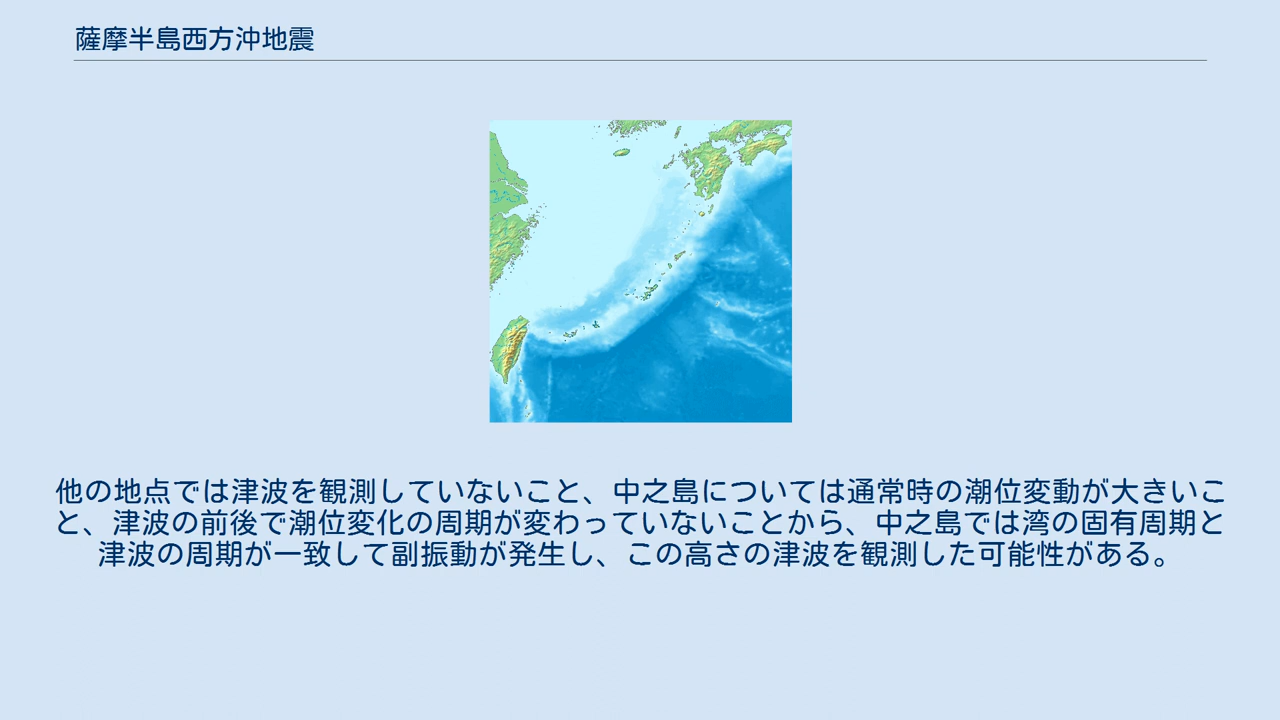 薩摩半島西方沖地震
他の地点では津波を観測していないこと、中之島については通常時の潮位変動が大きいこ
と、津波の前後で潮位変化の周期が変わっていないことから、中之島では湾の固有周期と
津波の周期が一致して副振動が発生し、この高さの津波を観測した可能性がある。